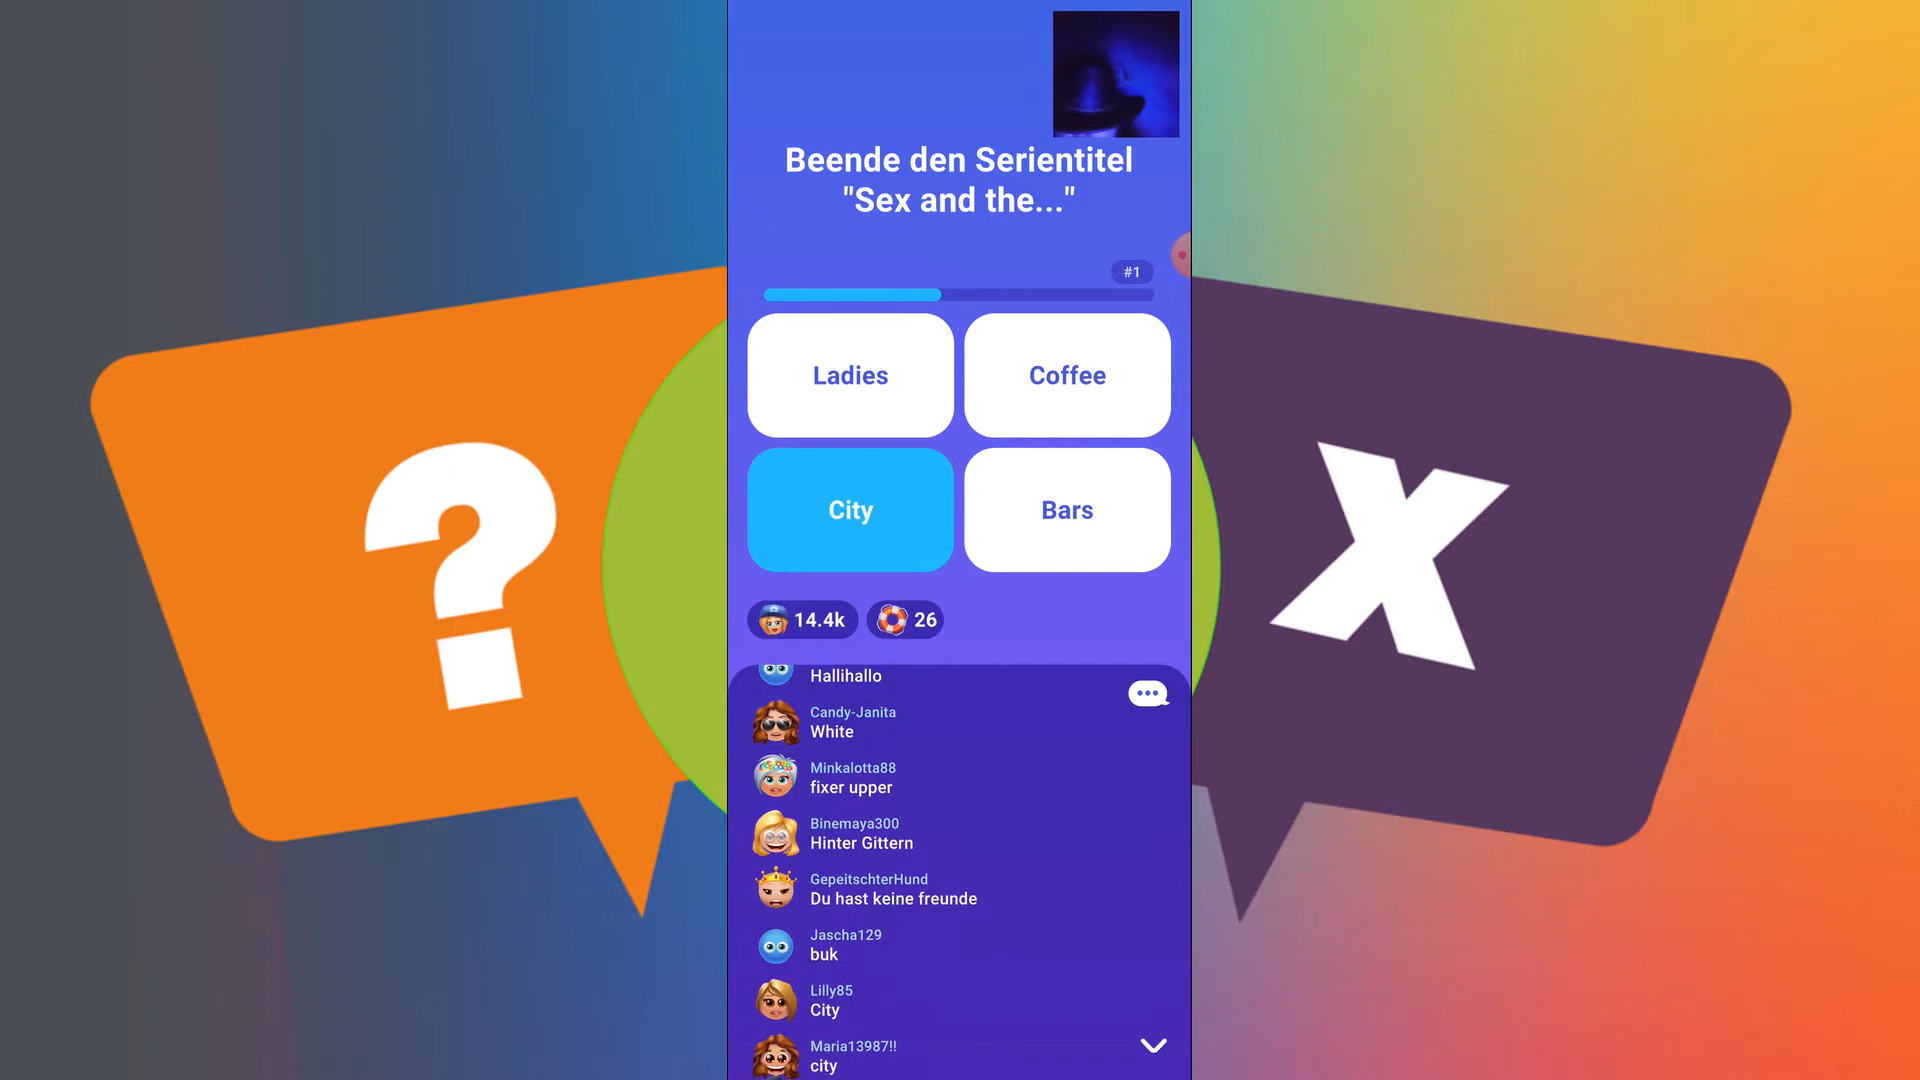 Beende den Serientitel
"Sex and the..."
#1
Ladies
Coffee
City
Bars
14.4k
26
Hallihallo
Candy-Janita
White
Minkalotta88
fixer upper
Binemaya300
Hinter Gittern
GepeitschterHund
Du hast keine freunde
Jascha129
buk
Lilly85
City
Maria13987!!
city
?
X